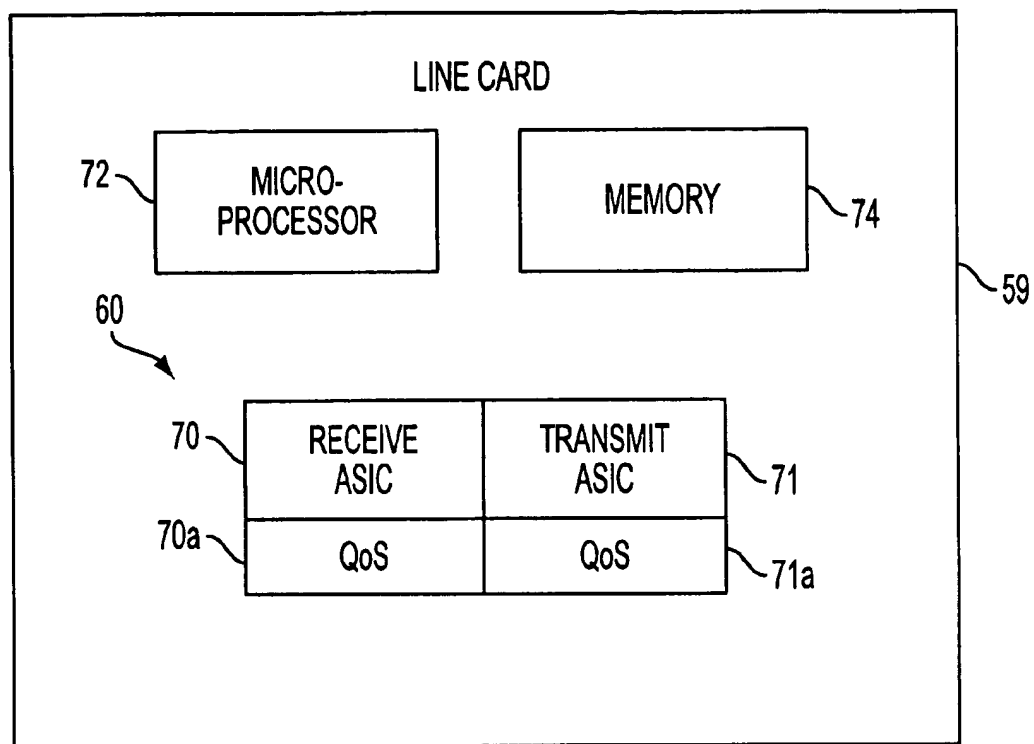 LINE CARD
72
MICRO-
PROCESSOR
MEMORY
74
59
60
70
RECEIVE
ASIC
TRANSMIT
ASIC
71
70a
QoS
QoS
71a